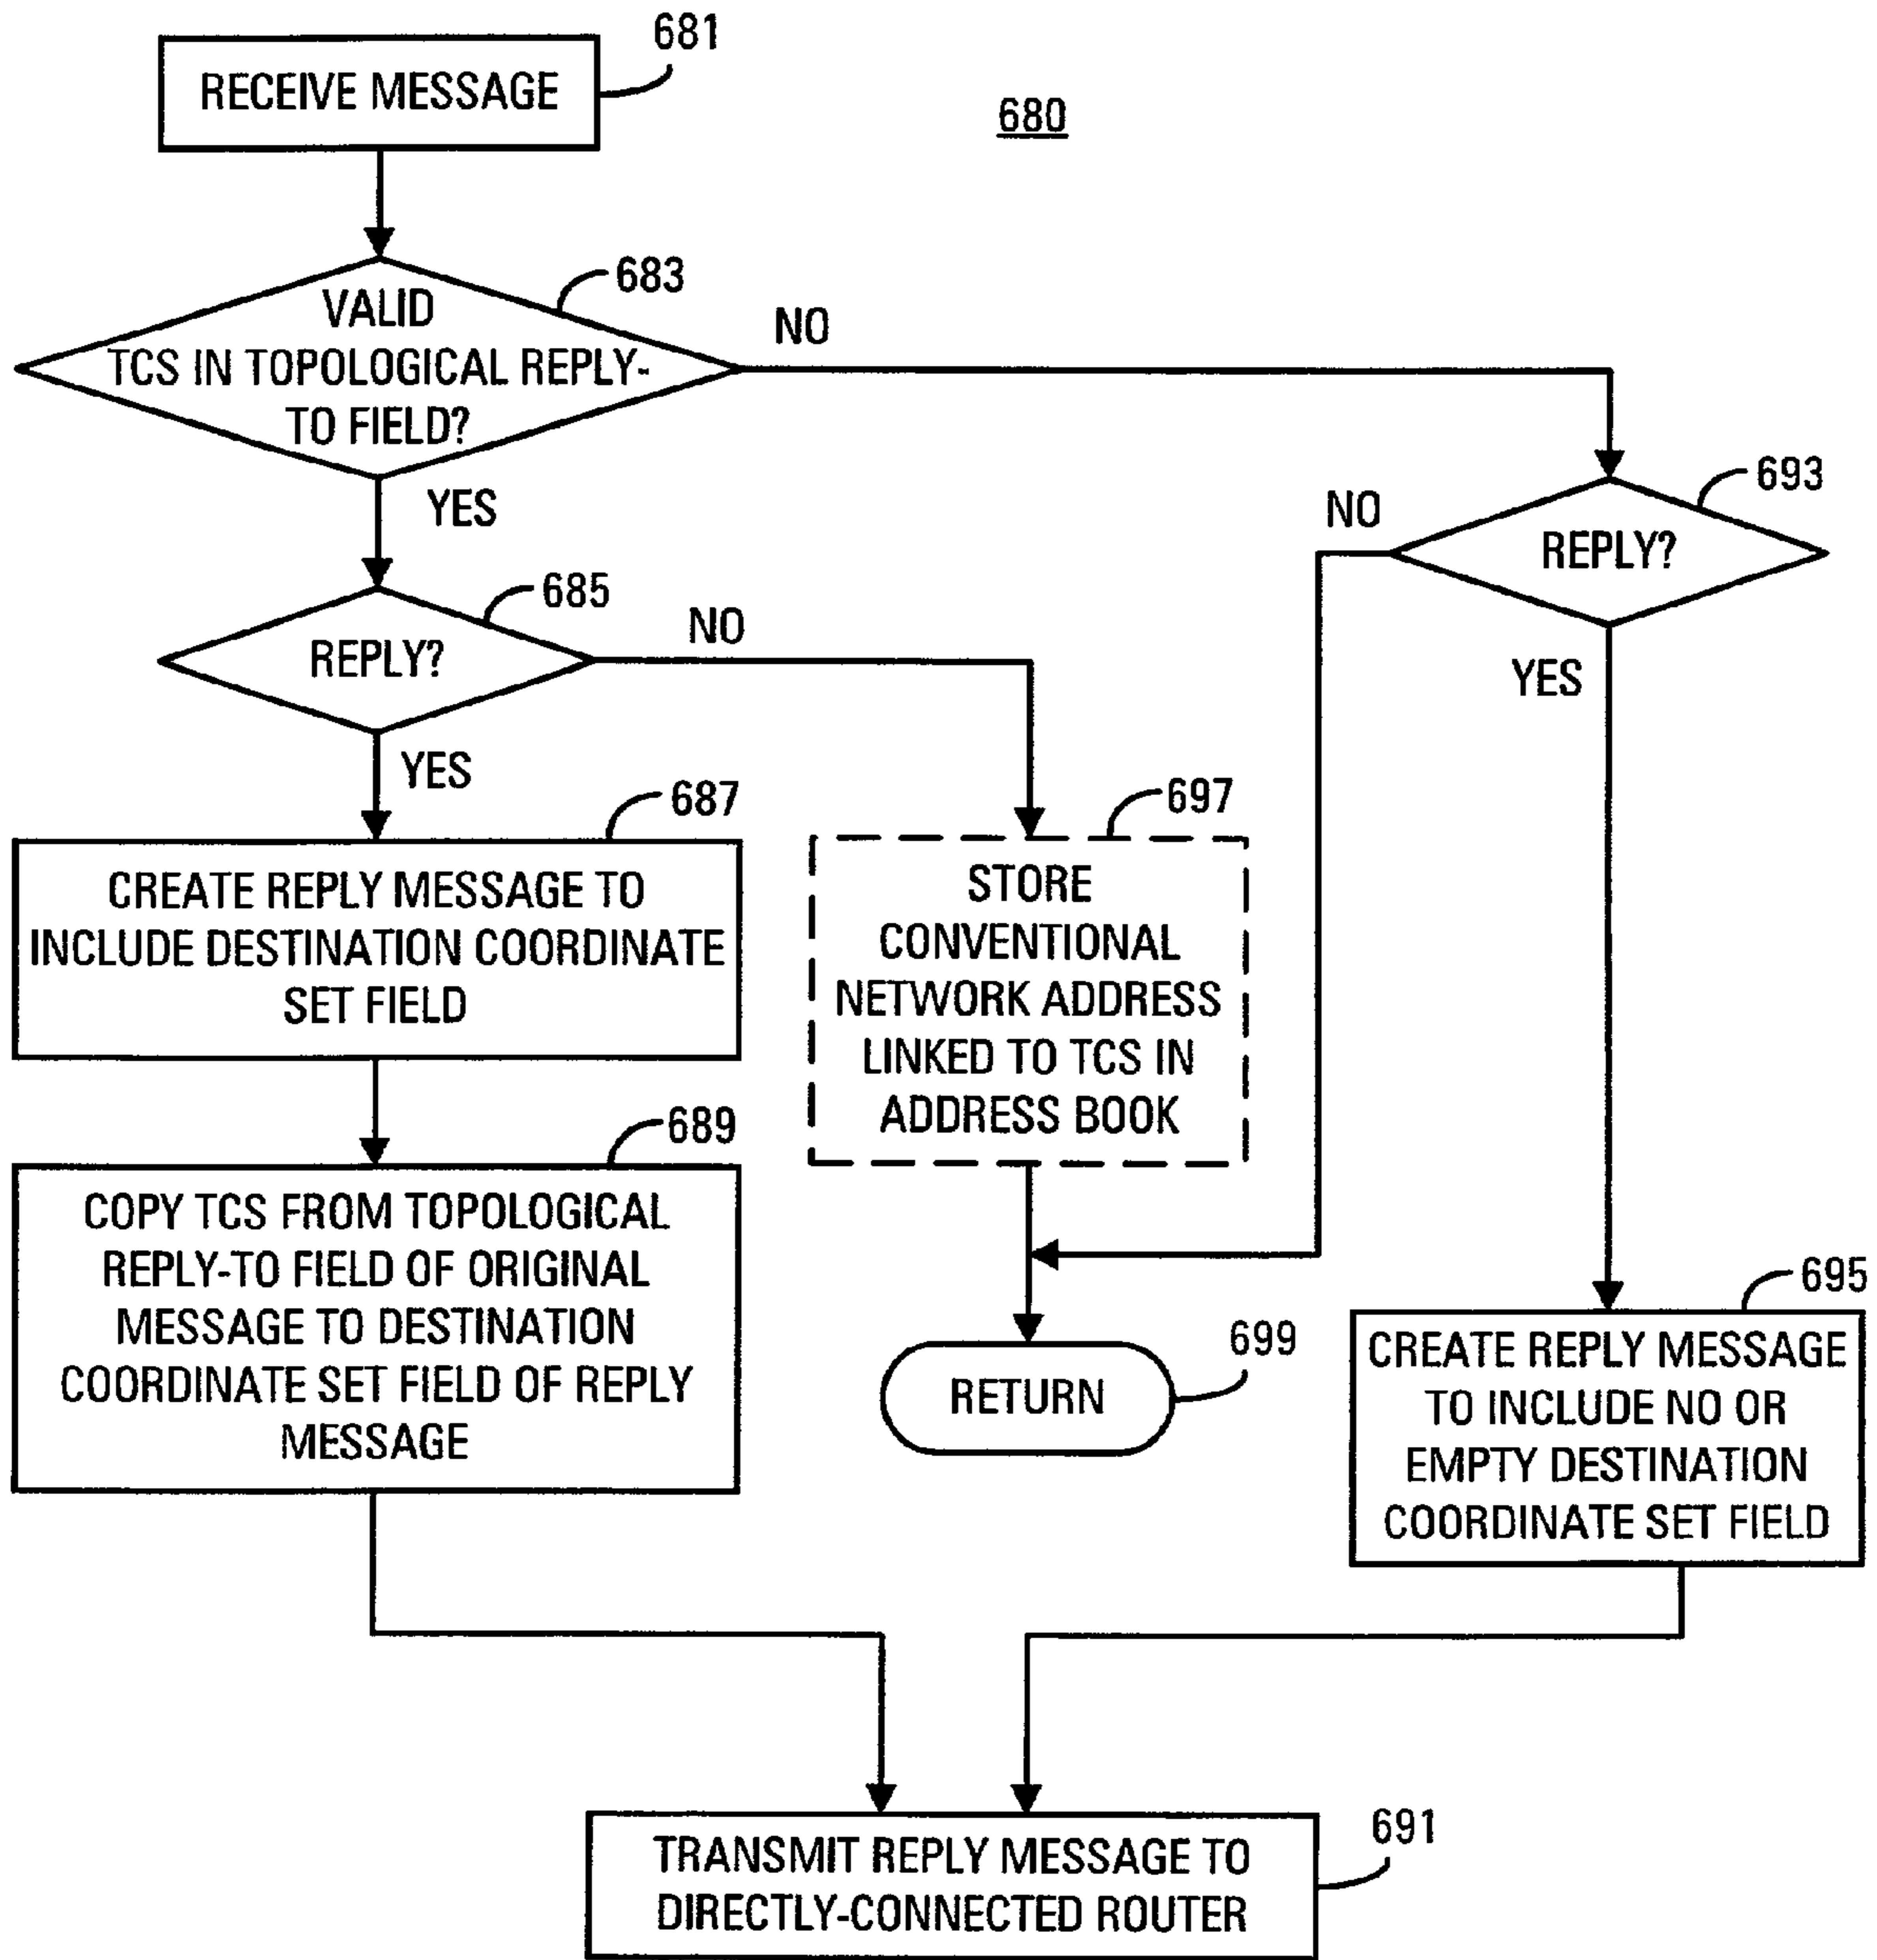 681
RECEIVE MESSAGE
680
683
VALID
TCS IN TOPOLOGICAL REPLY-
TO FIELD?
NO
YES
693
NO
REPLY?
YES
685
REPLY?
NO
YES
687
CREATE REPLY MESSAGE TO
INCLUDE DESTINATION COORDINATE
SET FIELD
697
STORE
CONVENTIONAL
NETWORK ADDRESS
LINKED TO TCS IN
ADDRESS BOOK
689
COPY TCS FROM TOPOLOGICAL
REPLY-TO FIELD OF ORIGINAL
MESSAGE TO DESTINATION
COORDINATE SET FIELD OF REPLY
MESSAGE
699
RETURN
695
CREATE REPLY MESSAGE
TO INCLUDE NO OR
EMPTY DESTINATION
COORDINATE SET FIELD
691
TRANSMIT REPLY MESSAGE TO
DIRECTLY-CONNECTED ROUTER